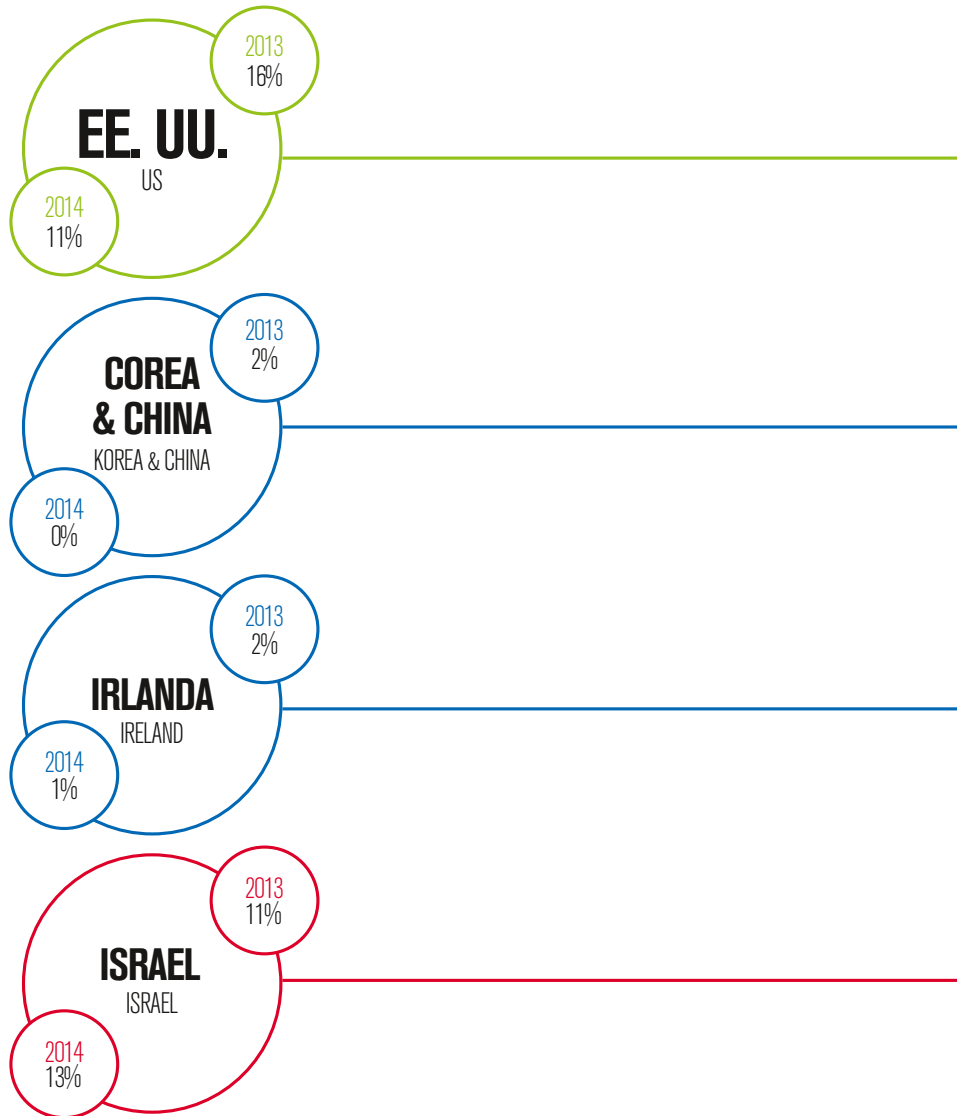 2013
16%
EE. UU.
US
2014
11%
2013
2%
COREA
& CHINA
KOREA & CHINA
2014
0%
2013
2%
IRLANDA
IRELAND
2014
1%
2013
11%
ISRAEL
ISRAEL
2014
13%